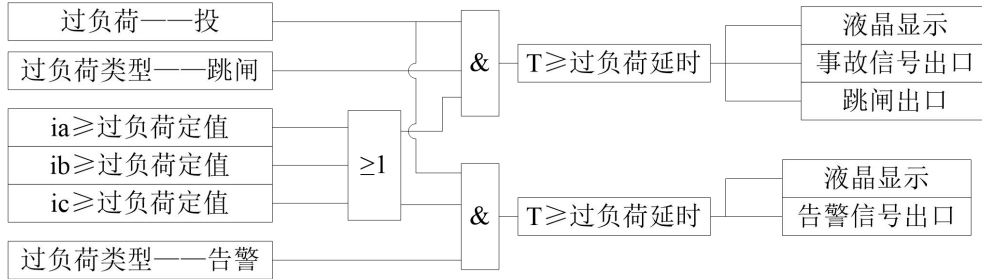 过负荷——投
过负荷类型——跳闸
ia≥过负荷定值
ib≥过负荷定值
ic≥过负荷定值
过负荷类型——告警
≥1
&
&
T≥过负荷延时
T≥过负荷延时
液晶显示
事故信号出口
跳闸出口
液晶显示
告警信号出口